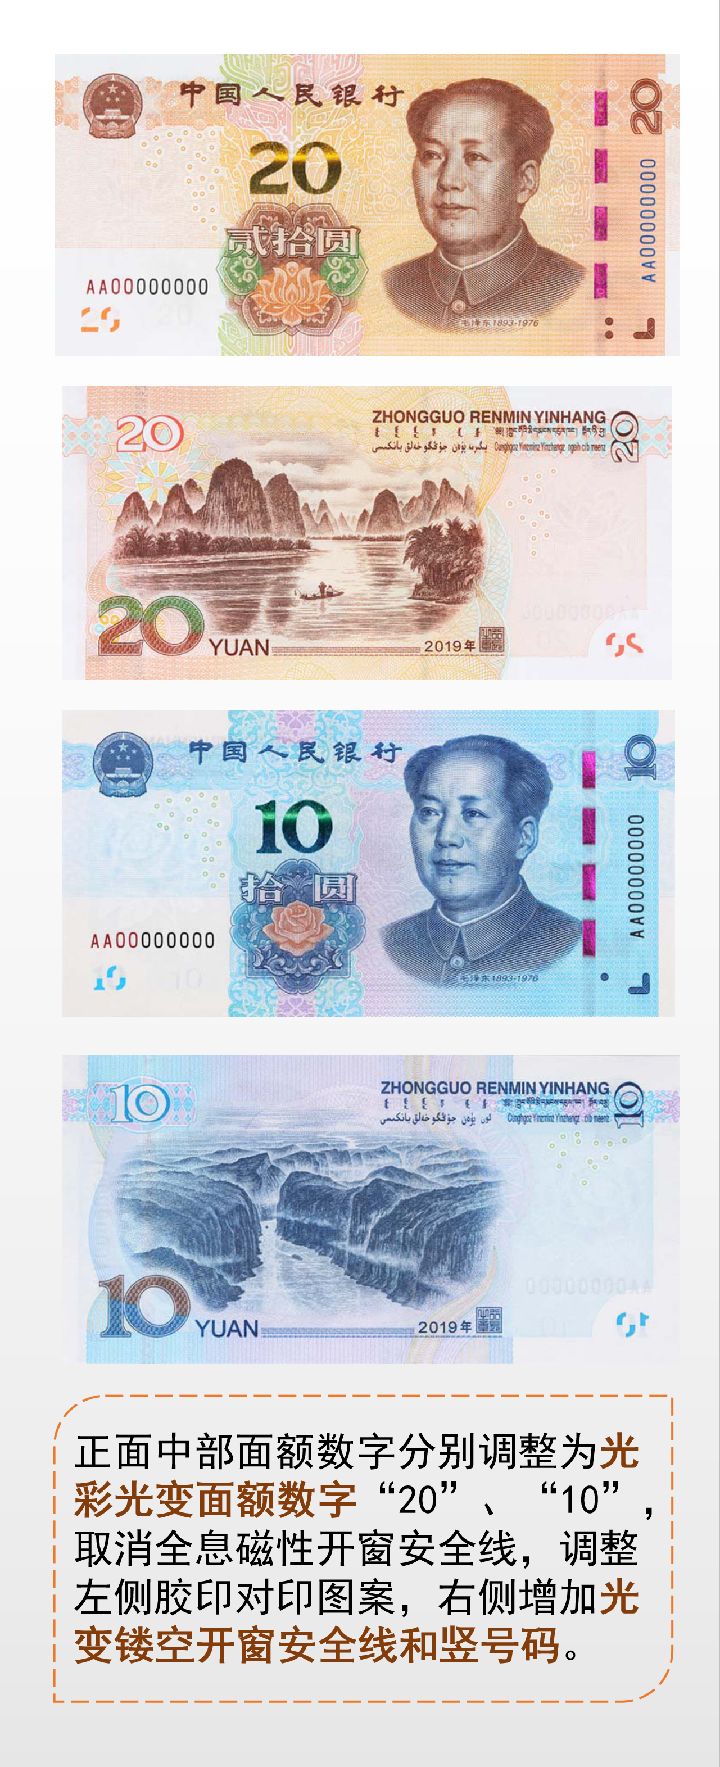 中国人民银行
20
20
贰拾圆
AA00000000
AA00000000
20
毛泽东1893-1976
20
ZHONGGUO RENMIN YINHANG
20
20
YUAN
2019年
中国人民银行
10
10
拾圆
AA00000000
AA00000000
10
毛泽东1893-1976
10
ZHONGGUO RENMIN YINHANG
10
10
YUAN
2019年
正面中部面额数字分别调整为光
彩光变面额数字“20”、“10”，
取消全息磁性开窗安全线，调整
左侧胶印对印图案，右侧增加光
变镂空开窗安全线和竖号码。